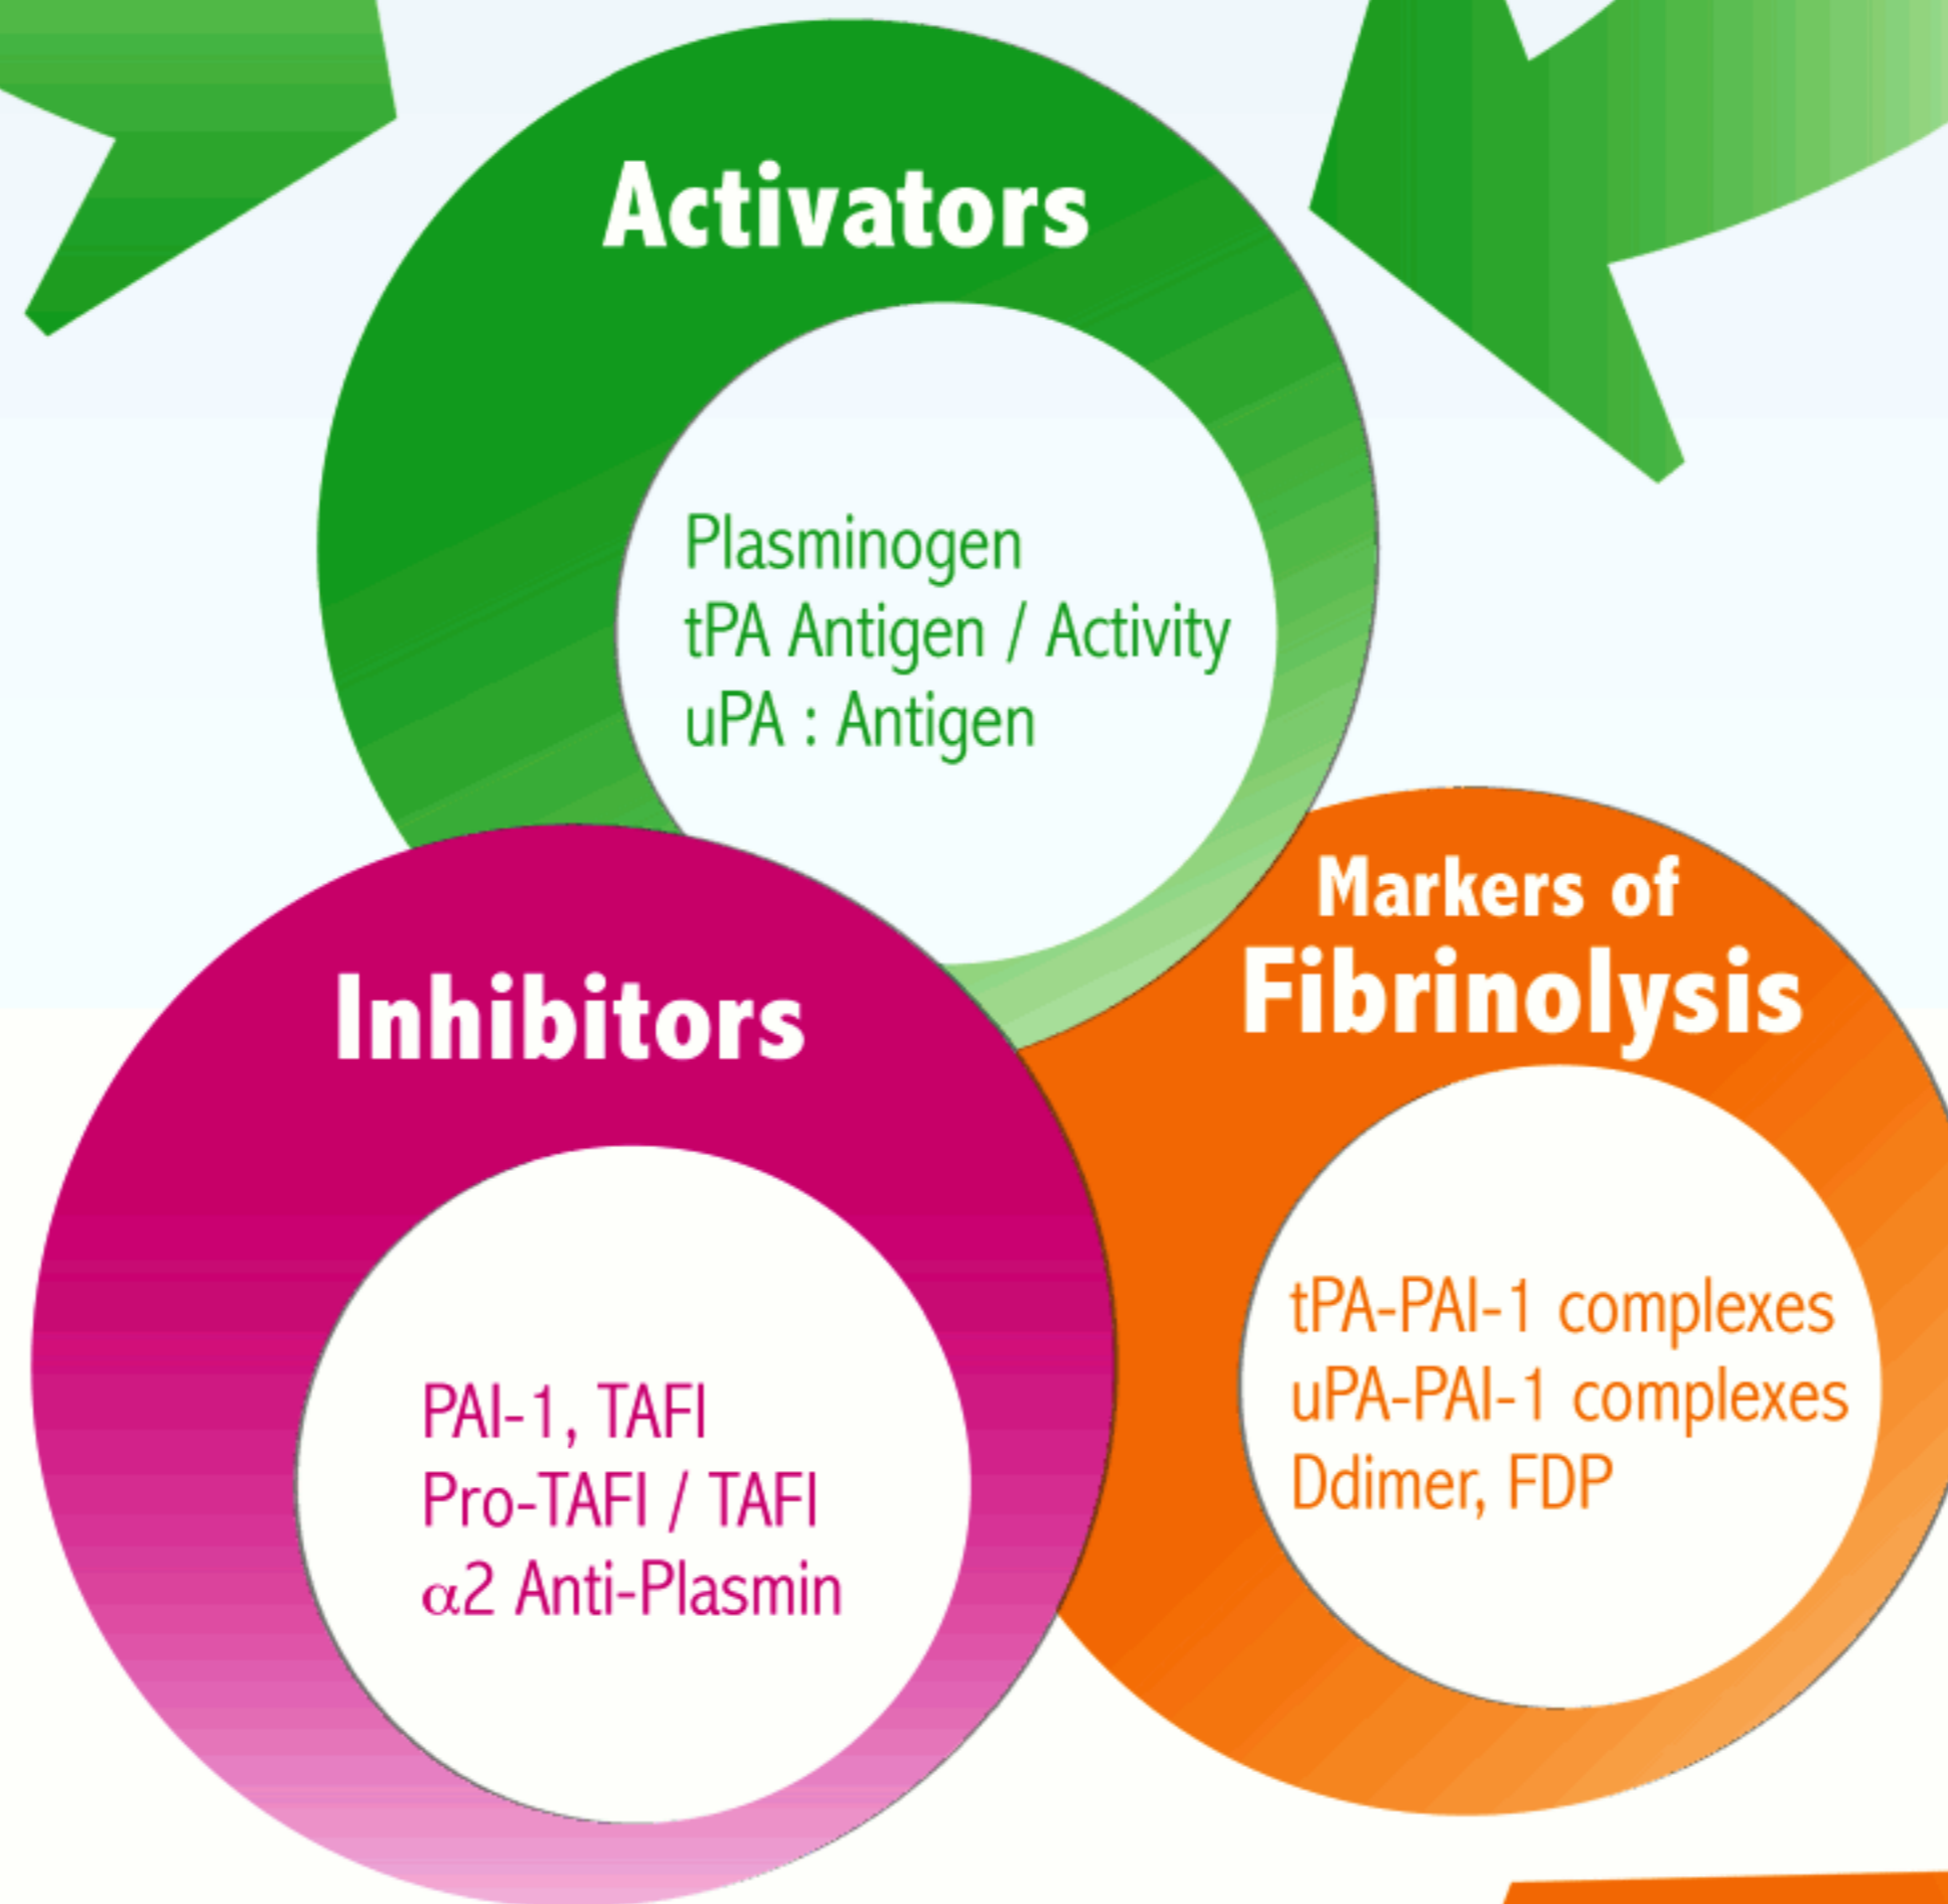 Activators
Plasminogen
tPA Antigen / Activity
uPA : Antigen
Inhibitors
PAI-1, TAFI
Pro-TAFI / TAFI
α2 Anti-Plasmin
Markers of
Fibrinolysis
tPA-PAI-1 complexes
uPA-PAI-1 complexes
Ddimer, FDP